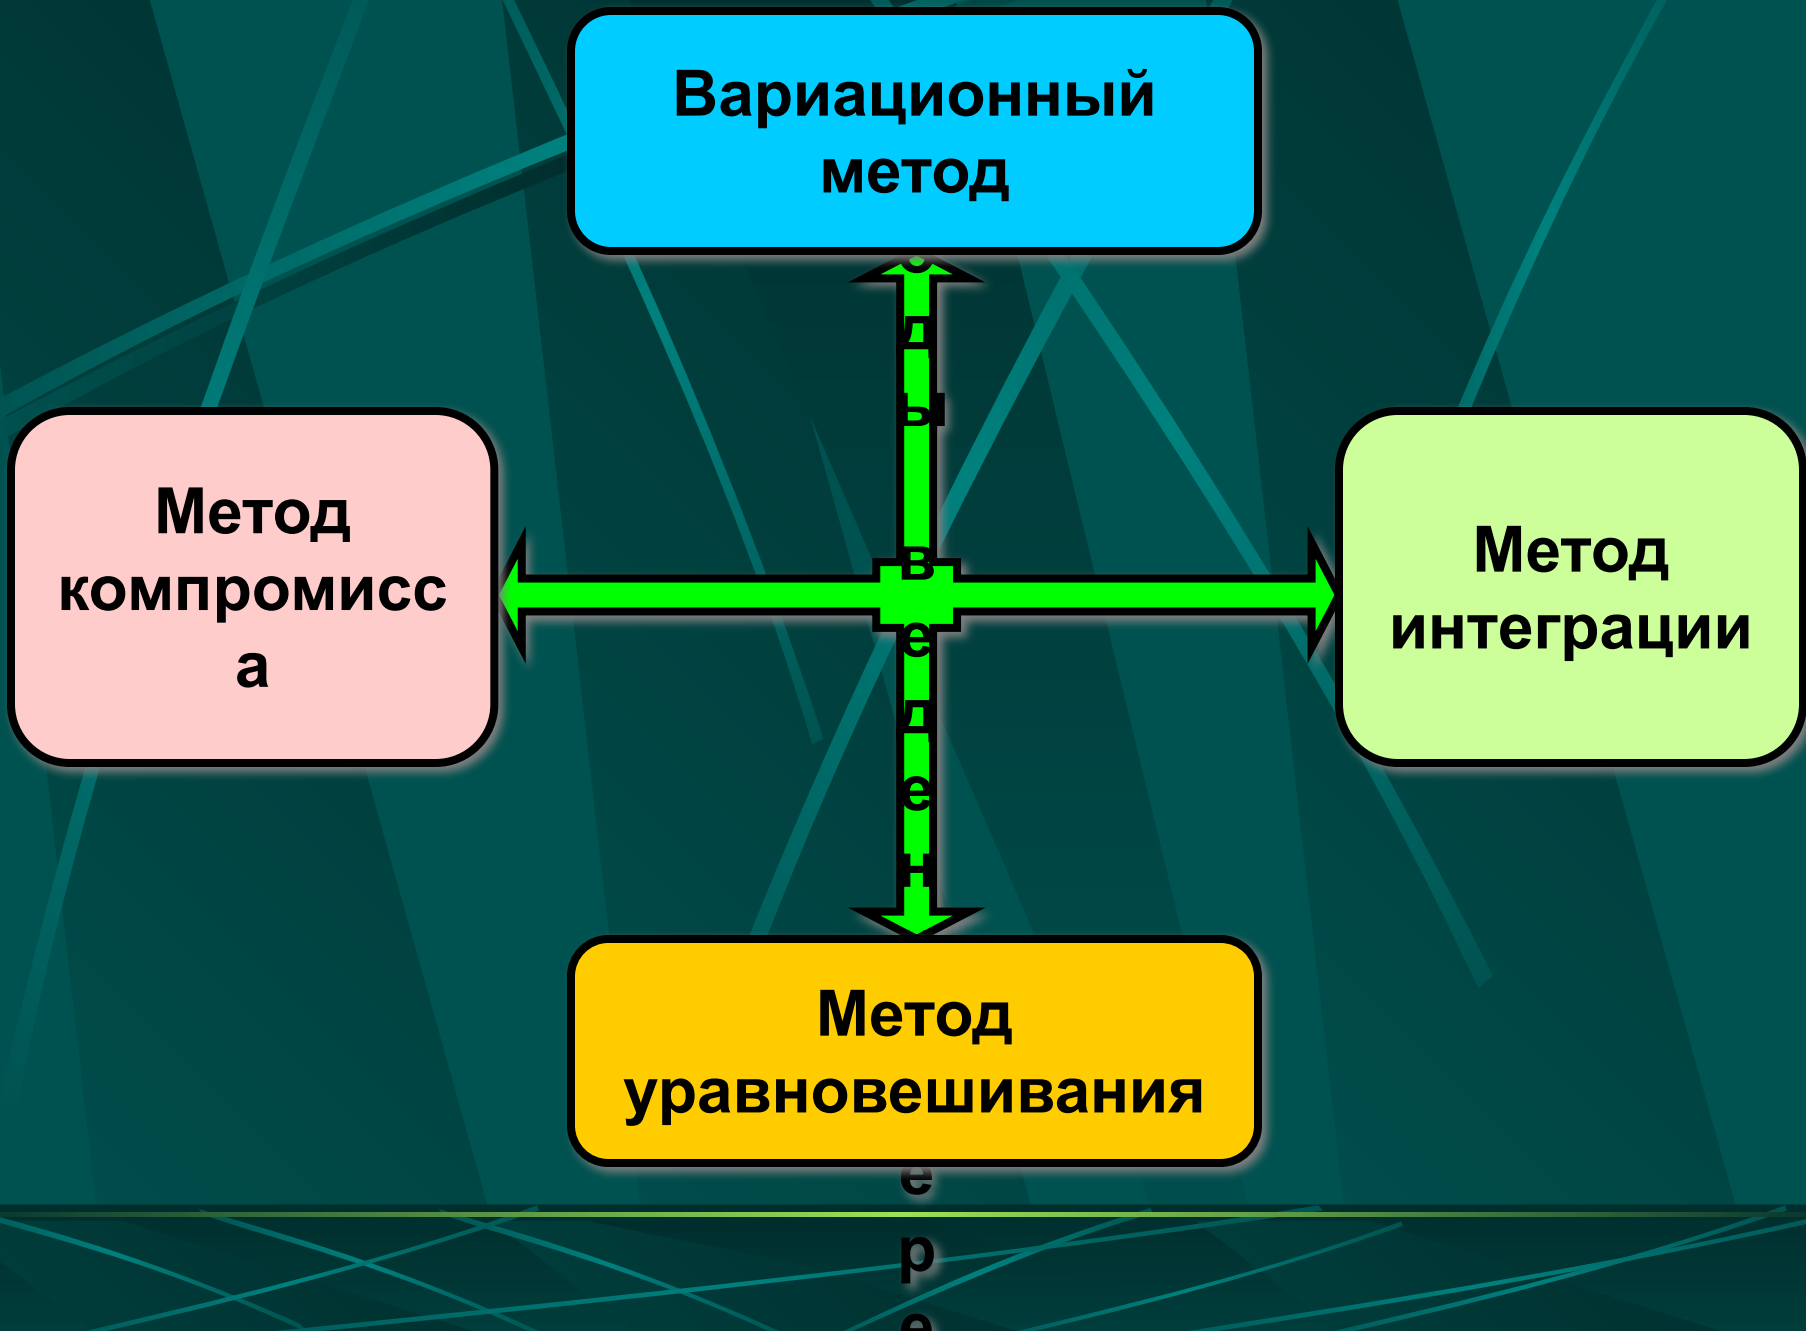 Вариационный
метод
Метод
компромисс
а
Метод
интеграции
Метод
уравновешивания